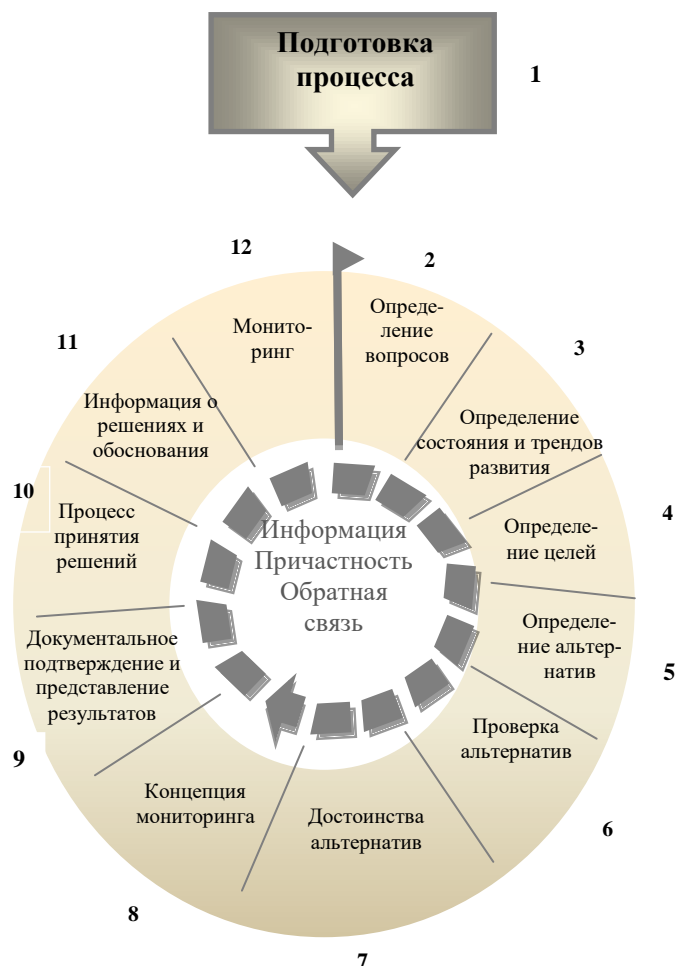 Подготовка
процесса
1
12
2
Монито-
ринг
Опреде-
ление
вопросов
11
3
Информация о
решениях и
обоснования
Определение
состояния и трендов
развития
10
4
Процесс
принятия
решений
Определе-
ние целей
Информация
Причастность
Обратная
связь
Документальное
подтверждение и
представление
результатов
Определе-
ние альтер-
натив
5
9
Проверка
альтернатив
6
Концепция
мониторинга
Достоинства
альтернатив
8
7